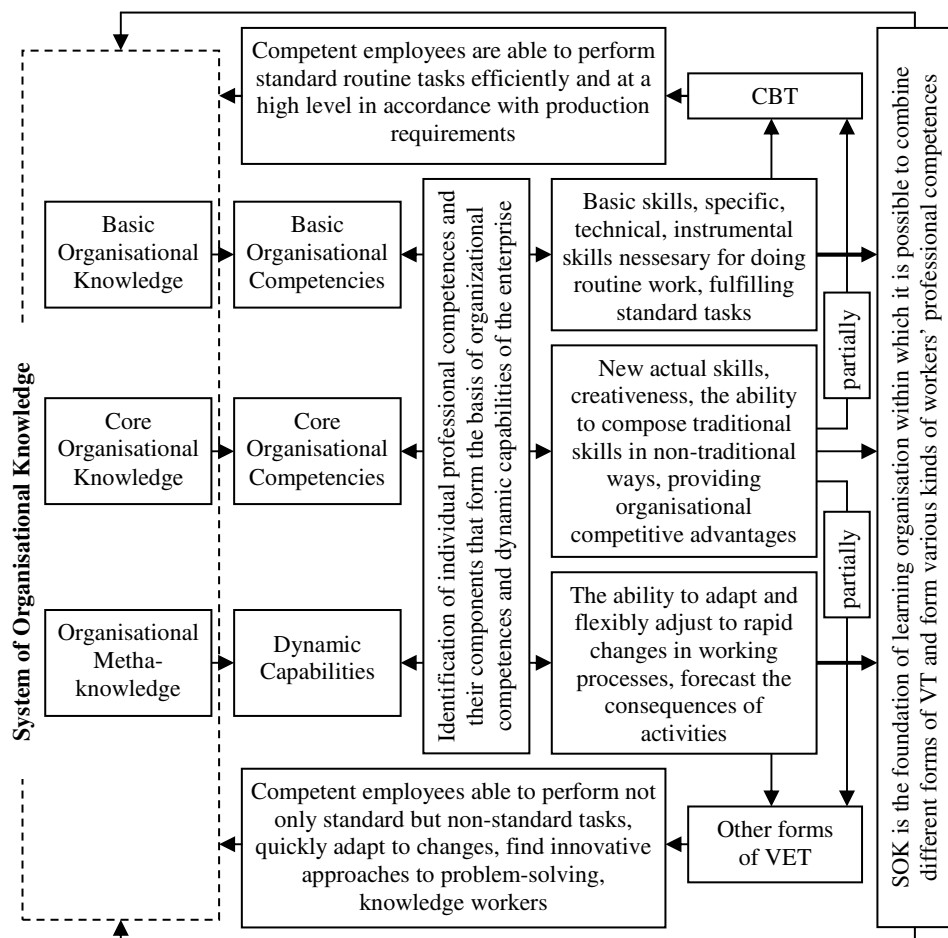 Competent employees are able to perform
standard routine tasks efficiently and at a
high level in accordance with production
requirements
CBT
System of Organisational Knowledge
Basic
Organisational
Knowledge
Basic
Organisational
Competencies
Identification of individual professional competences and
their components that form the basis of organizational
competences and dynamic capabilities of the enterprise
Basic skills, specific,
technical, instrumental
skills nessesary for doing
routine work, fulfilling
standard tasks
partially
Core
Organisational
Knowledge
Core
Organisational
Competencies
New actual skills,
creativeness, the ability
to compose traditional
skills in non-traditional
ways, providing
organisational
competitive advantages
partially
Organisational
Metha-
knowledge
Dynamic
Capabilities
The ability to adapt and
flexibly adjust to rapid
changes in working
processes, forecast the
consequences of
activities
Competent employees able to perform not
only standard but non-standard tasks,
quickly adapt to changes, find innovative
approaches to problem-solving,
knowledge workers
Other forms
of VET
SOK is the foundation of learning organisation within which it is possible to combine
different forms of VT and form various kinds of workers' professional competences